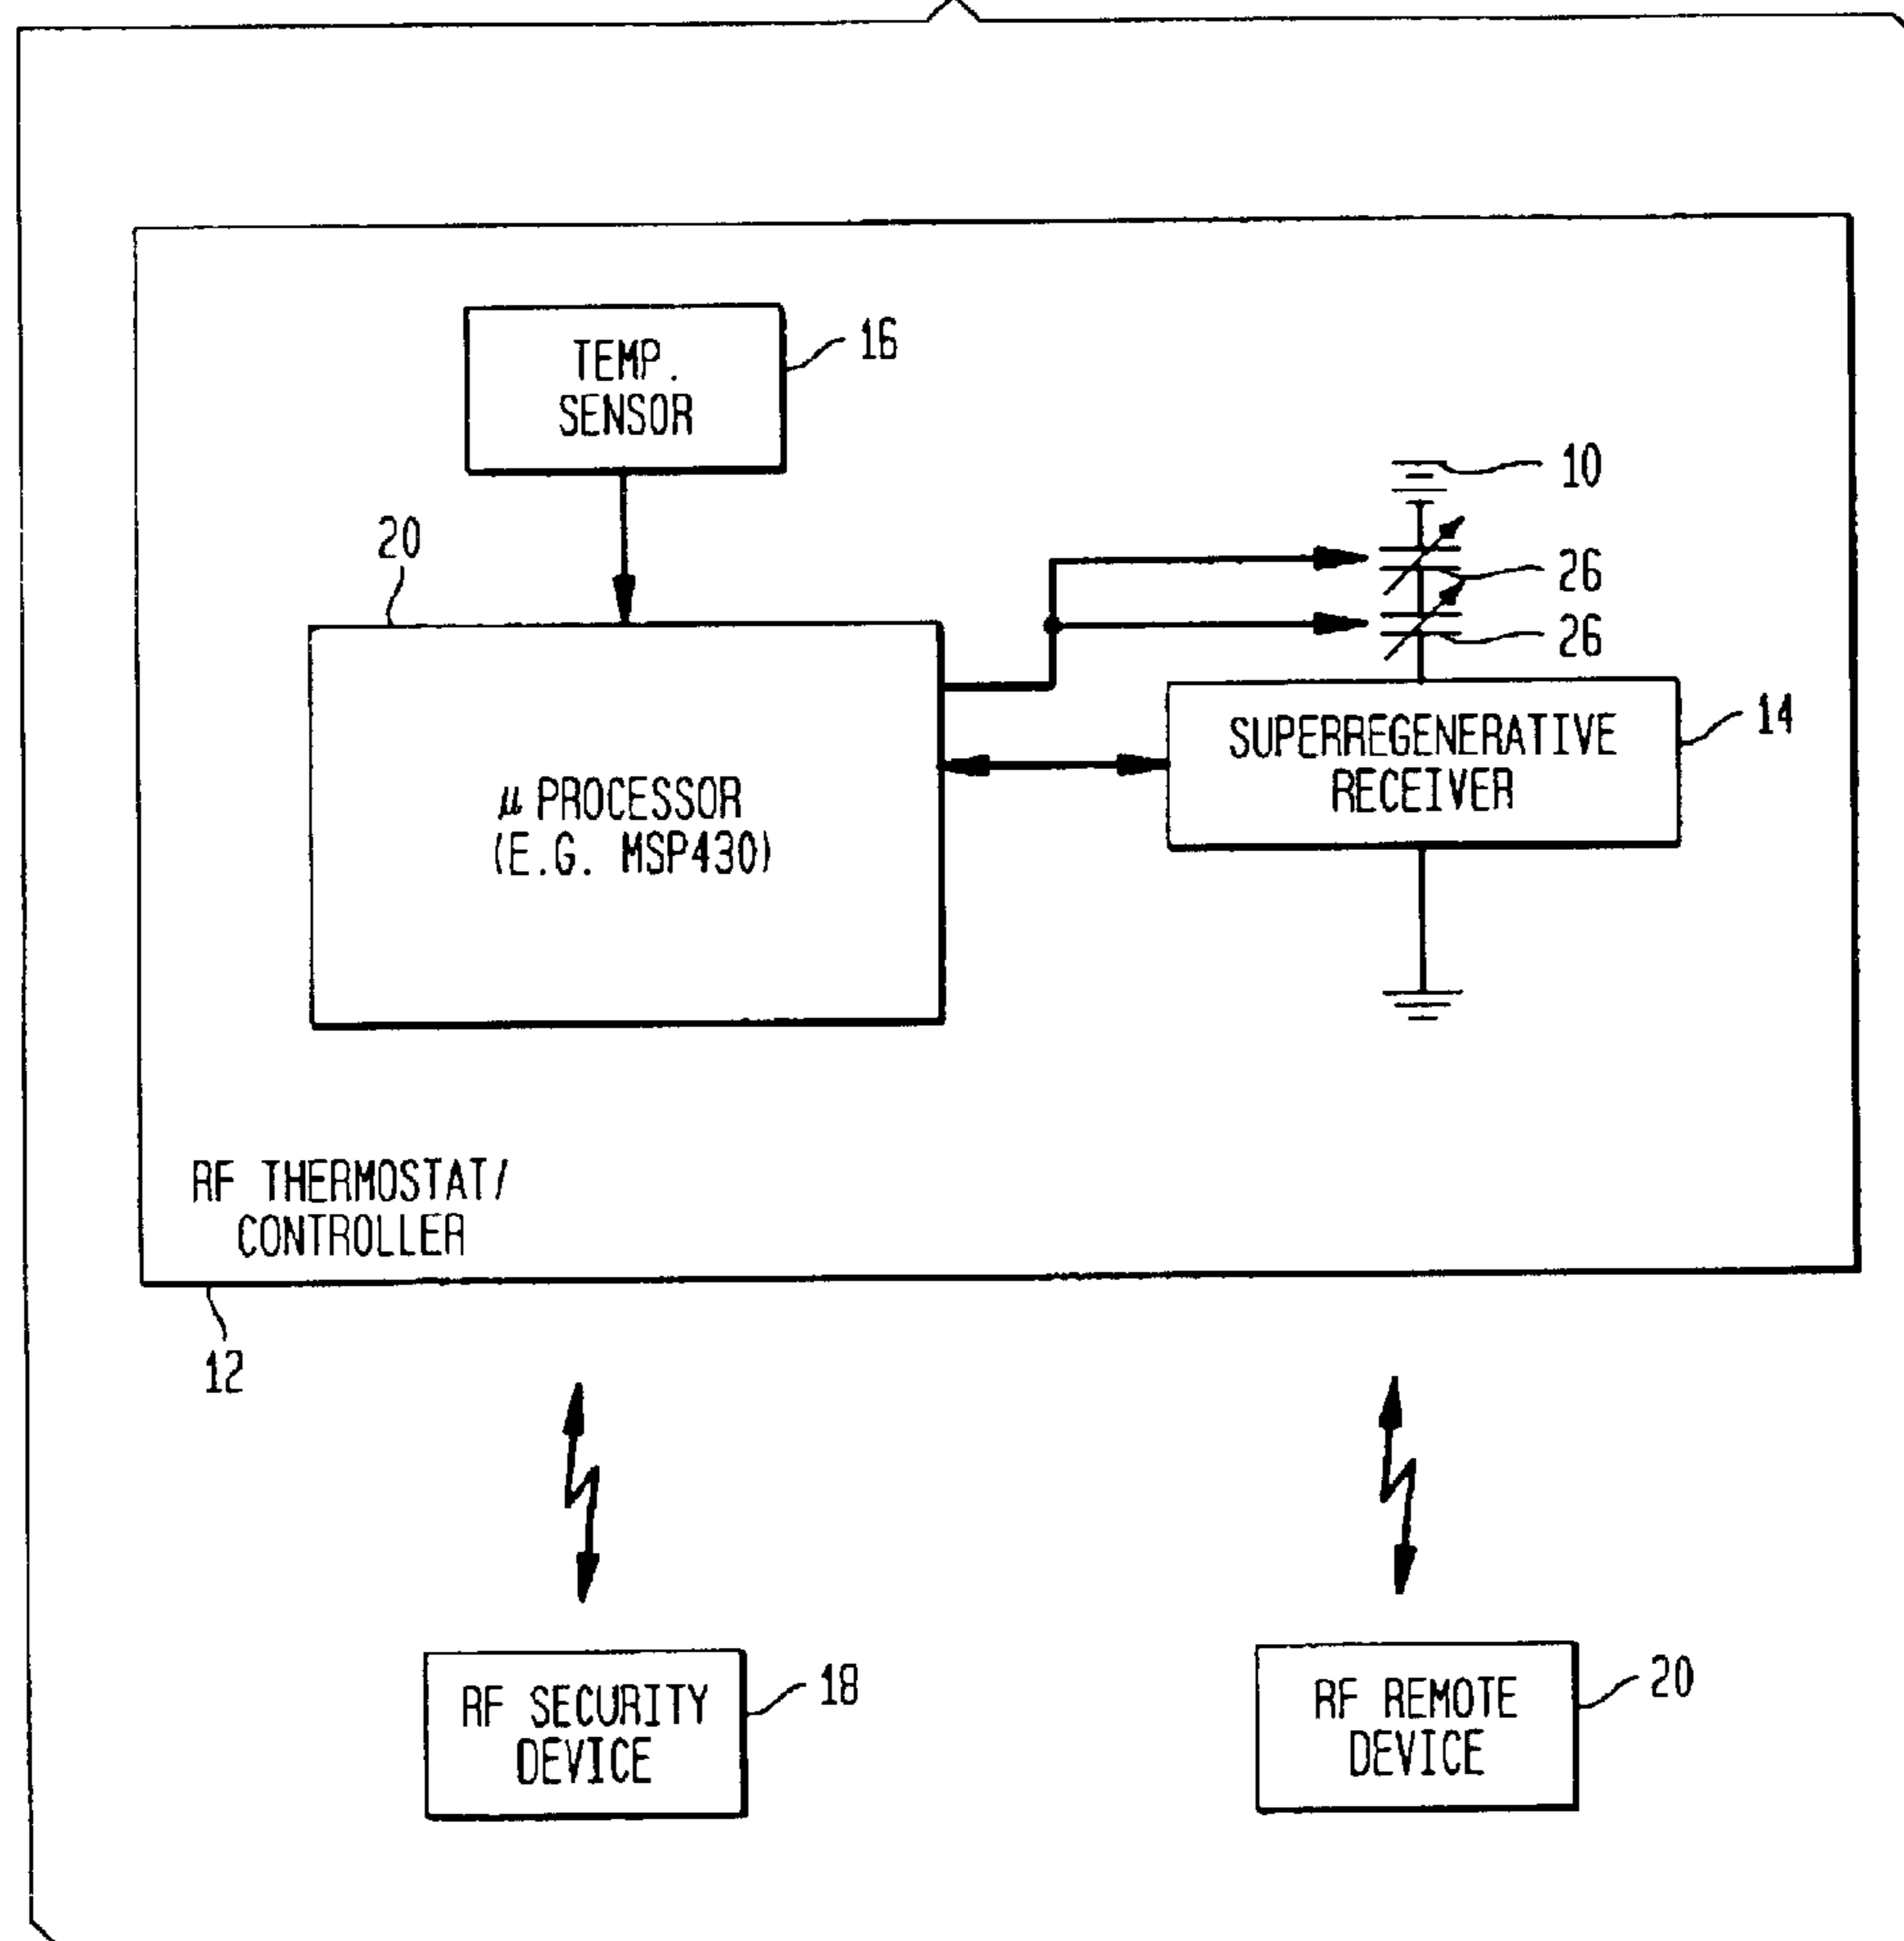 TEMP.
SENSOR
16
10
20
26
26
14
SUPERREGENERATIVE
RECEIVER
µ PROCESSOR
(E.G. MSP430)
RF THERMOSTAT/
CONTROLLER
12
RF SECURITY
DEVICE
18
RF REMOTE
DEVICE
20